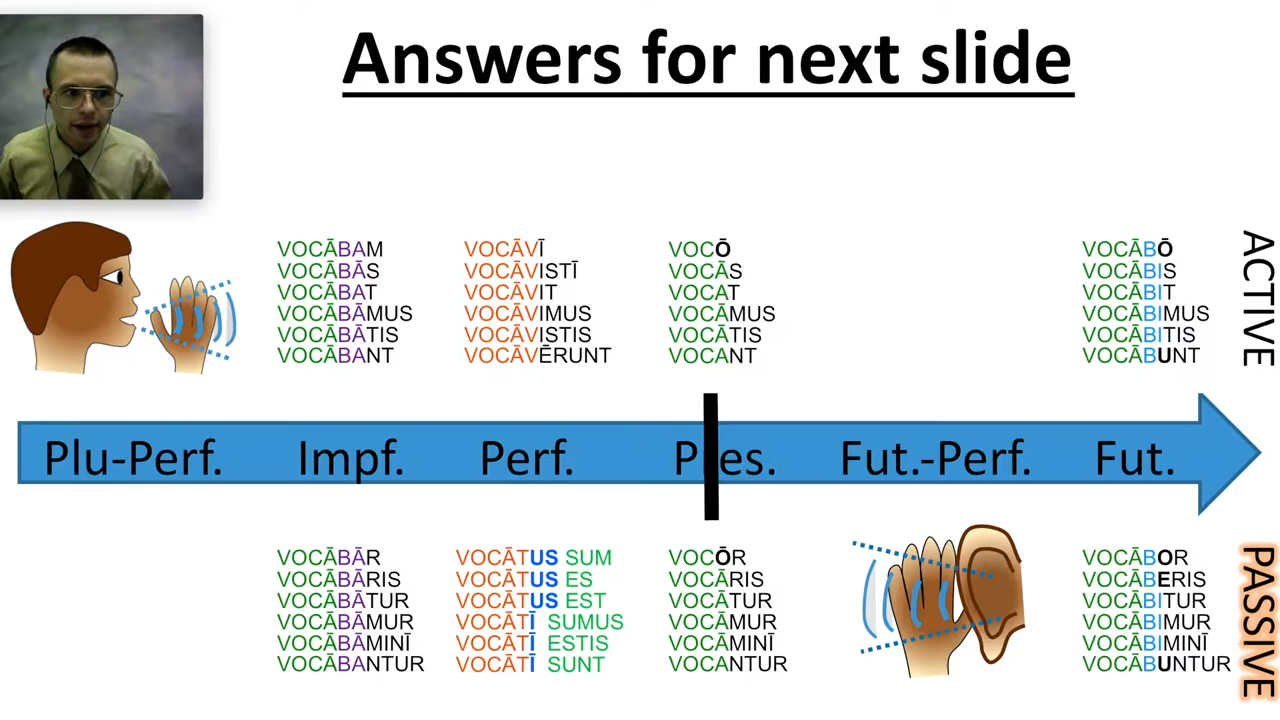 Answers for next slide
VOCĀBAM
VOCĀBĀS
VOCĀBAT
VOCĀBĀMUS
VOCĀBĀTIS
VOCĀBANT
VOCĀVĪ
VOCĀVISTĪ
VOCĀVIT
VOCĀVIMUS
VOCĀVISTIS
VOCĀVĒRUNT
VOCŌ
VOCĀS
VOCAT
VOCĀMUS
VOCĀTIS
VOCANT
VOCĀBŌ
VOCĀBIS
VOCĀBIT
VOCĀBIMUS
VOCĀBITIS
VOCĀBUNT
ACTIVE
Plu-Perf. Impf. Perf. Pres. Fut.-Perf. Fut.
VOCĀBĀR
VOCĀBĀRIS
VOCĀBĀTUR
VOCĀBĀMUR
VOCĀBĀMINĪ
VOCĀBANTUR
VOCĀTUS SUM
VOCĀTUS ES
VOCĀTUS EST
VOCĀTĪ SUMUS
VOCĀTĪ ESTIS
VOCĀTĪ SUNT
VOCŌR
VOCĀRIS
VOCĀTUR
VOCĀMUR
VOCĀMINĪ
VOCANTUR
VOCĀBOR
VOCĀBERIS
VOCĀBITUR
VOCĀBIMUR
VOCĀBIMINĪ
VOCĀBUNTUR
PASSIVE